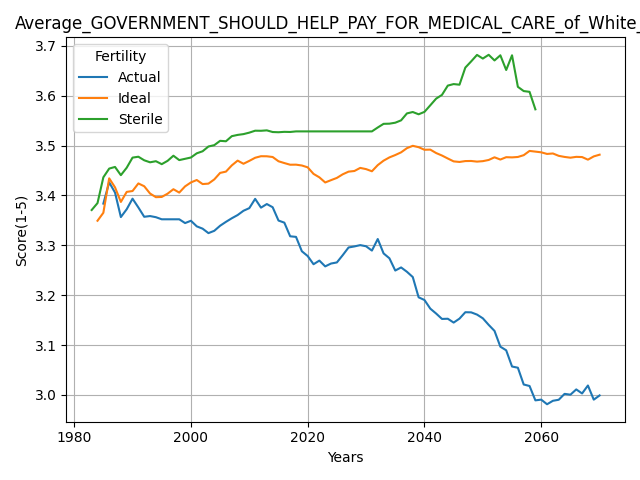 Average_GOVERNMENT_SHOULD_HELP_PAY_FOR_MEDICAL_CARE_of_White_
Fertility
Actual
Ideal
Sterile
Score(1-5)
3.7
3.6
3.5
3.4
3.3
3.2
3.1
3.0
1980
2000
2020
2040
2060
Years